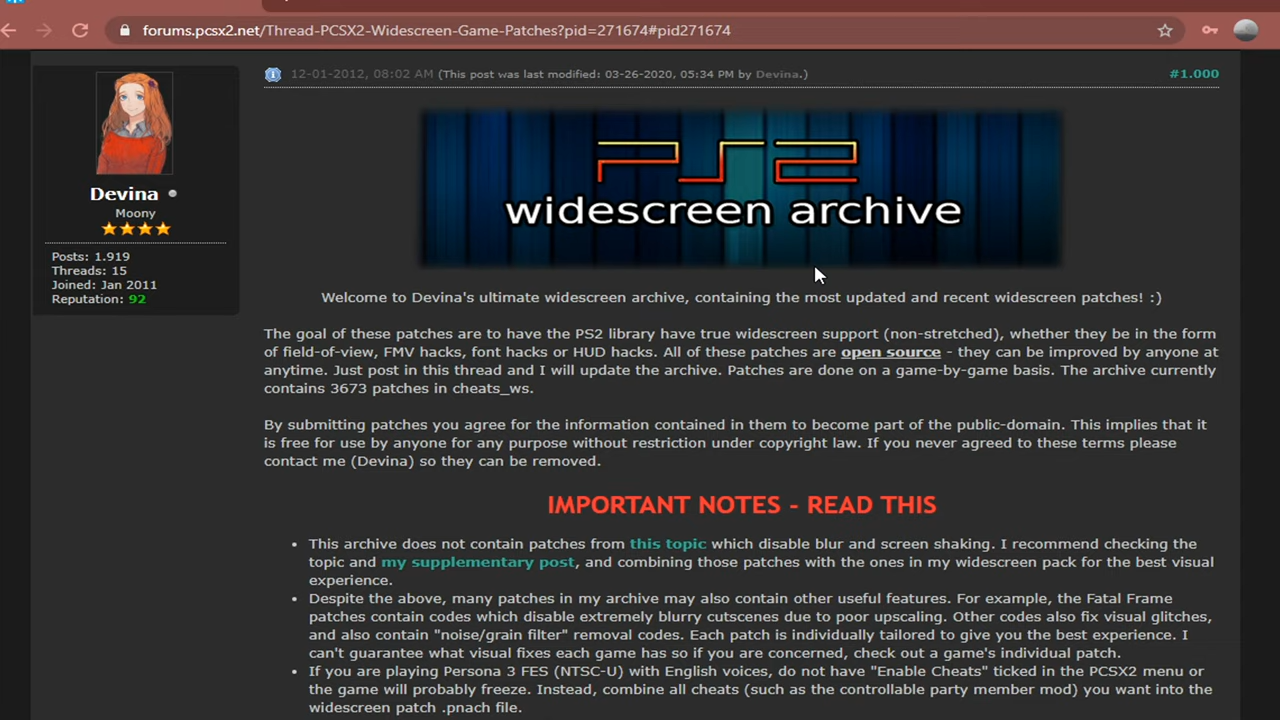 forums.pcsx2.net/Thread-PCSX2-Widescreen-Game-Patches?pid=271674#pid271674
12-01-2012, 08:02 AM (This post was last modified: 03-26-2020, 05:34 PM by Devina.)
#1.000
Devina
Moony
Posts: 1.919
Threads: 15
Joined: Jan 2011
Reputation: 92
PS2
widescreen archive
Welcome to Devina's ultimate widescreen archive, containing the most updated and recent widescreen patches! :)
The goal of these patches are to have the PS2 library have true widescreen support (non-stretched), whether they be in the form
of field-of-view, FMV hacks, font hacks or HUD hacks. All of these patches are open source - they can be improved by anyone at
anytime. Just post in this thread and I will update the archive. Patches are done on a game-by-game basis. The archive currently
contains 3673 patches in cheats_ws.
By submitting patches you agree for the information contained in them to become part of the public-domain. This implies that it
is free for use by anyone for any purpose without restriction under copyright law. If you never agreed to these terms please
contact me (Devina) so they can be removed.
IMPORTANT NOTES - READ THIS
• This archive does not contain patches from this topic which disable blur and screen shaking. I recommend checking the
topic and my supplementary post, and combining those patches with the ones in my widescreen pack for the best visual
experience.
• Despite the above, many patches in my archive may also contain other useful features. For example, the Fatal Frame
patches contain codes which disable extremely blurry cutscenes due to poor upscaling. Other codes also fix visual glitches,
and also contain "noise/grain filter" removal codes. Each patch is individually tailored to give you the best experience. I
can't guarantee what visual fixes each game has so if you are concerned, check out a game's individual patch.
• If you are playing Persona 3 FES (NTSC-U) with English voices, do not have "Enable Cheats" ticked in the PCSX2 menu or
the game will probably freeze. Instead, combine all cheats (such as the controllable party member mod) you want into the
widescreen patch .pnach file.